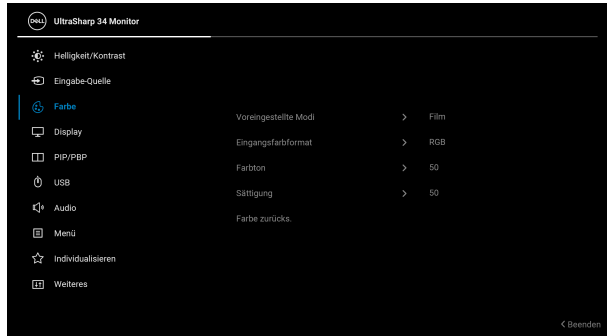 DELL UltraSharp 34 Monitor
Helligkeit/Kontrast
Eingabe-Quelle
Farbe
Display
PIP/PBP
USB
Audio
Menü
Individualisieren
Weiteres
Voreingestellte Modi > Film
Eingangsfarbformat > RGB
Farbton > 50
Sättigung > 50
Farbe zurücks.
< Beenden